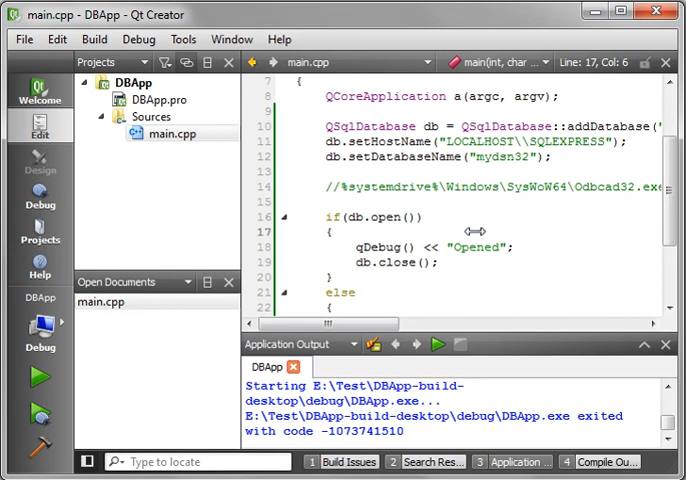 main.cpp - DBApp - Qt Creator
File Edit Build Debug Tools Window Help
Projects
main.cpp
main(int, char ...
Line: 17, Col: 6
Welcome
Edit
Design
Debug
Projects
Help
DBApp
Debug
DBApp
DBApp.pro
Sources
main.cpp
Open Documents
main.cpp
7 {
8 QCoreApplication a(argc, argv);
9
10 QSqlDatabase db = QSqlDatabase::addDatabase("
11 db.setHostName("LOCALHOST\\SQLEXPRESS");
12 db.setDatabaseName("mydsn32");
13
14 //%systemdrive%\Windows\SysWoW64\Odbcad32.exe
15
16 if(db.open())
17 {
18 qDebug() << "Opened";
19 db.close();
20 }
21 else
22 {
Application Output
DBApp
Starting E:\Test\DBApp-build-
desktop\debug\DBApp.exe...
E:\Test\DBApp-build-desktop\debug\DBApp.exe exited
with code -1073741510
Type to locate
1 Build Issues
2 Search Res...
3 Application ...
4 Compile Ou...